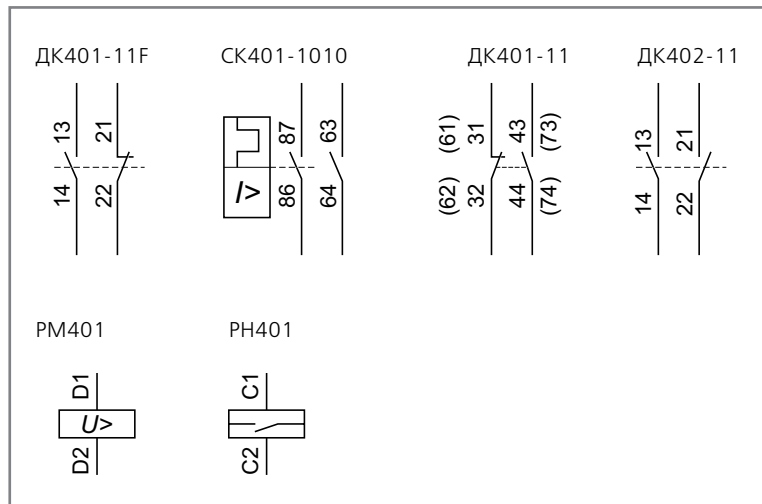 ДК401-11F
СК401-1010
ДК401-11
ДК402-11
13
21
14
22
I>
87
63
86
64
(61)
31
43
(73)
(62)
32
44
(74)
13
21
14
22
РМ401
РН401
D1
U>
D2
C1
C2